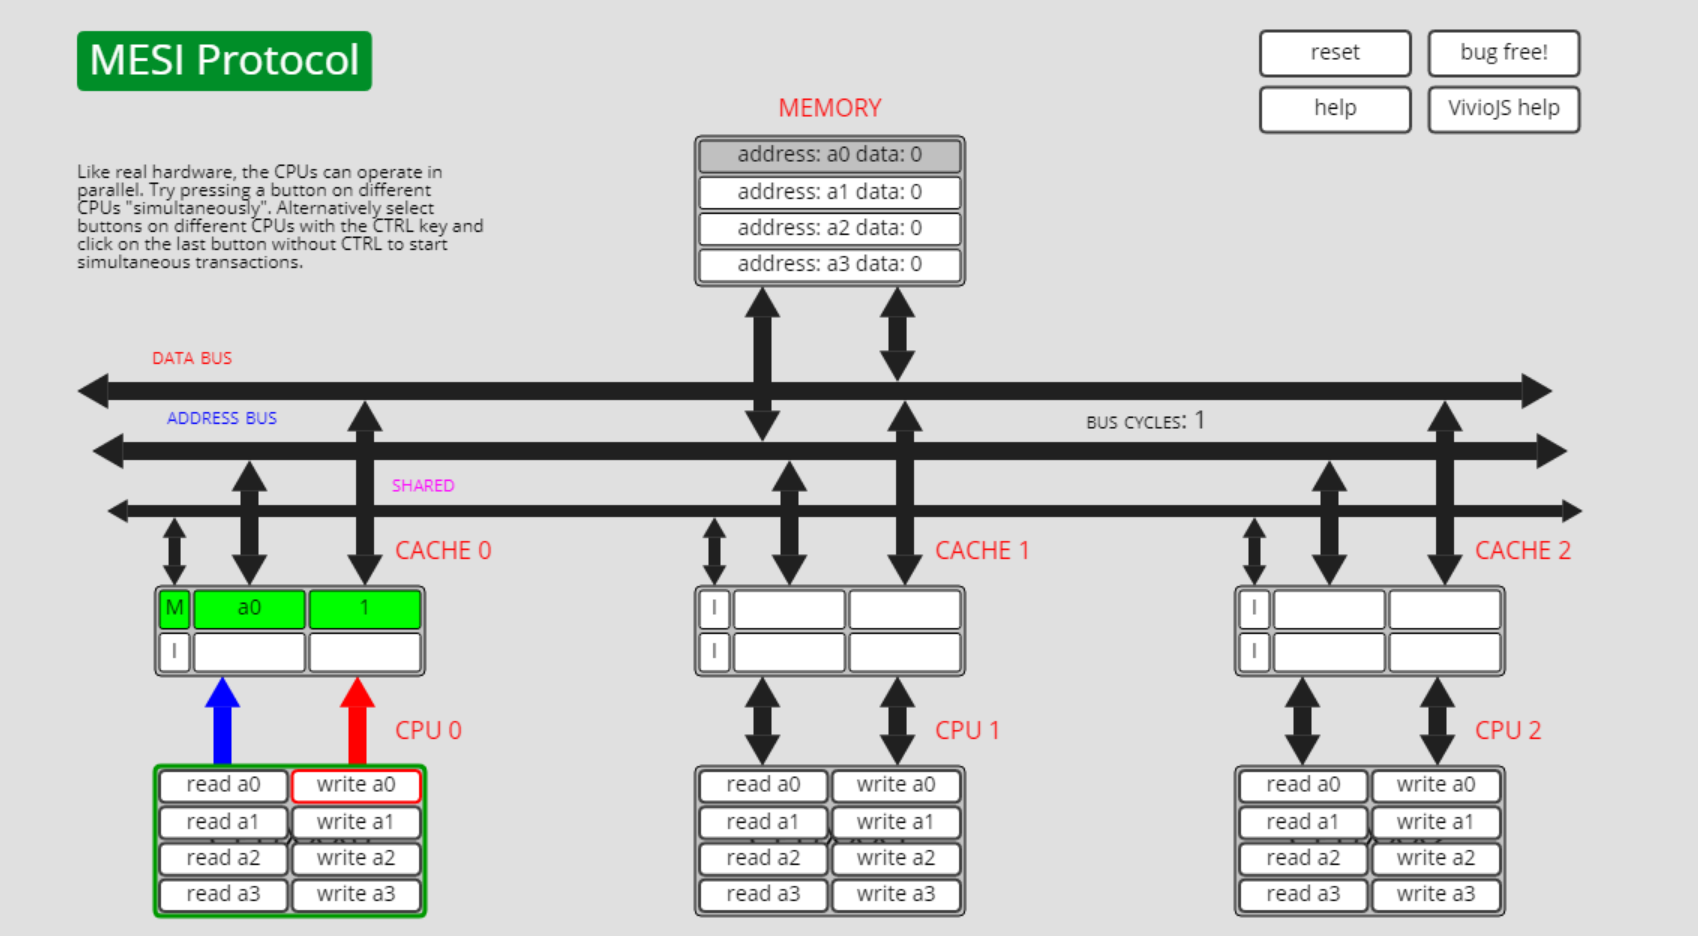 MESI Protocol
reset
bug free!
help
VivioJS help
Like real hardware, the CPUs can operate in
parallel. Try pressing a button on different
CPUs "simultaneously". Alternatively select
buttons on different CPUs with the CTRL key and
click on the last button without CTRL to start
simultaneous transactions.
MEMORY
address: a0 data: 0
address: a1 data: 0
address: a2 data: 0
address: a3 data: 0
DATA BUS
ADDRESS BUS
BUS CYCLES: 1
SHARED
CACHE 0
CACHE 1
CACHE 2
M a0 1
I
I
I
I
I
CPU 0
CPU 1
CPU 2
read a0 write a0
read a1 write a1
read a2 write a2
read a3 write a3
read a0 write a0
read a1 write a1
read a2 write a2
read a3 write a3
read a0 write a0
read a1 write a1
read a2 write a2
read a3 write a3